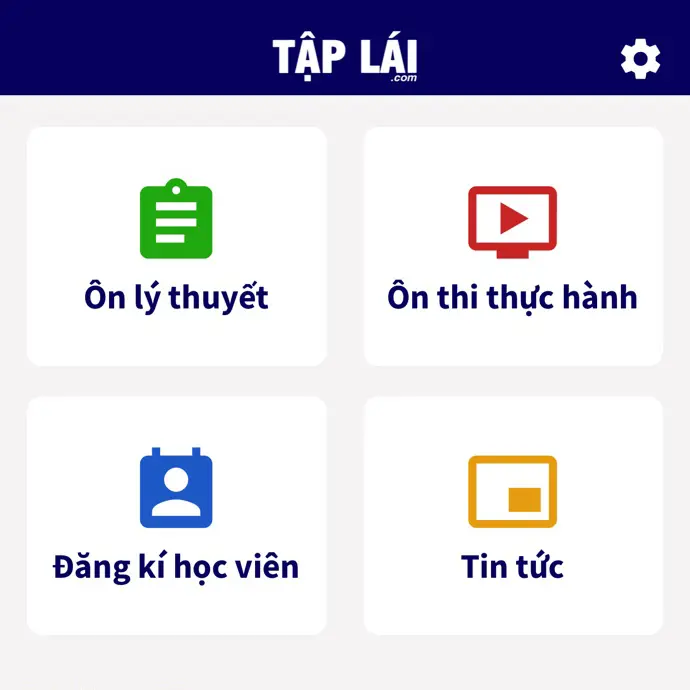 TẬP LÁI
.com
Ôn lý thuyết
Ôn thi thực hành
Đăng kí học viên
Tin tức